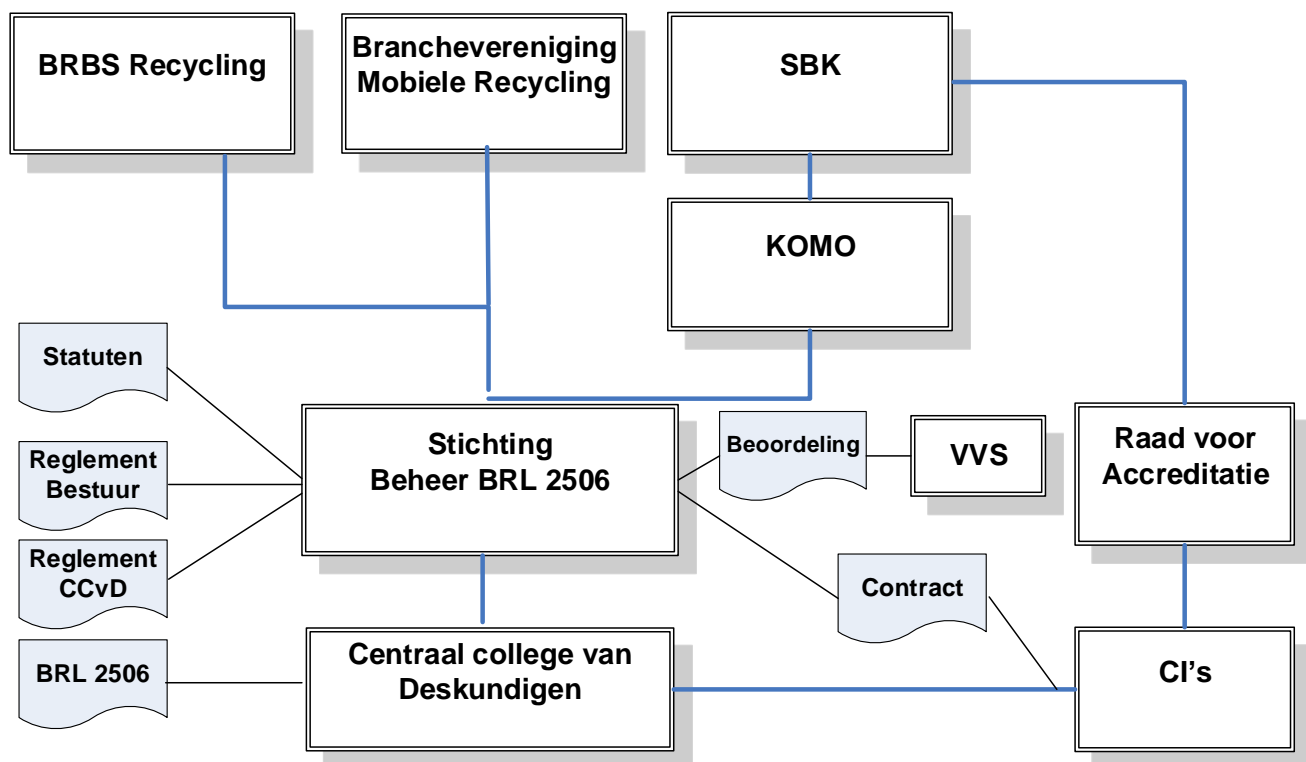 BRBS Recycling
Branchevereniging
Mobiele Recycling
SBK
KOMO
Statuten
Reglement
Bestuur
Reglement
CCvD
BRL 2506
Stichting
Beheer BRL 2506
Beoordeling
VVS
Raad voor
Accreditatie
Contract
Centraal college van
Deskundigen
CI’s